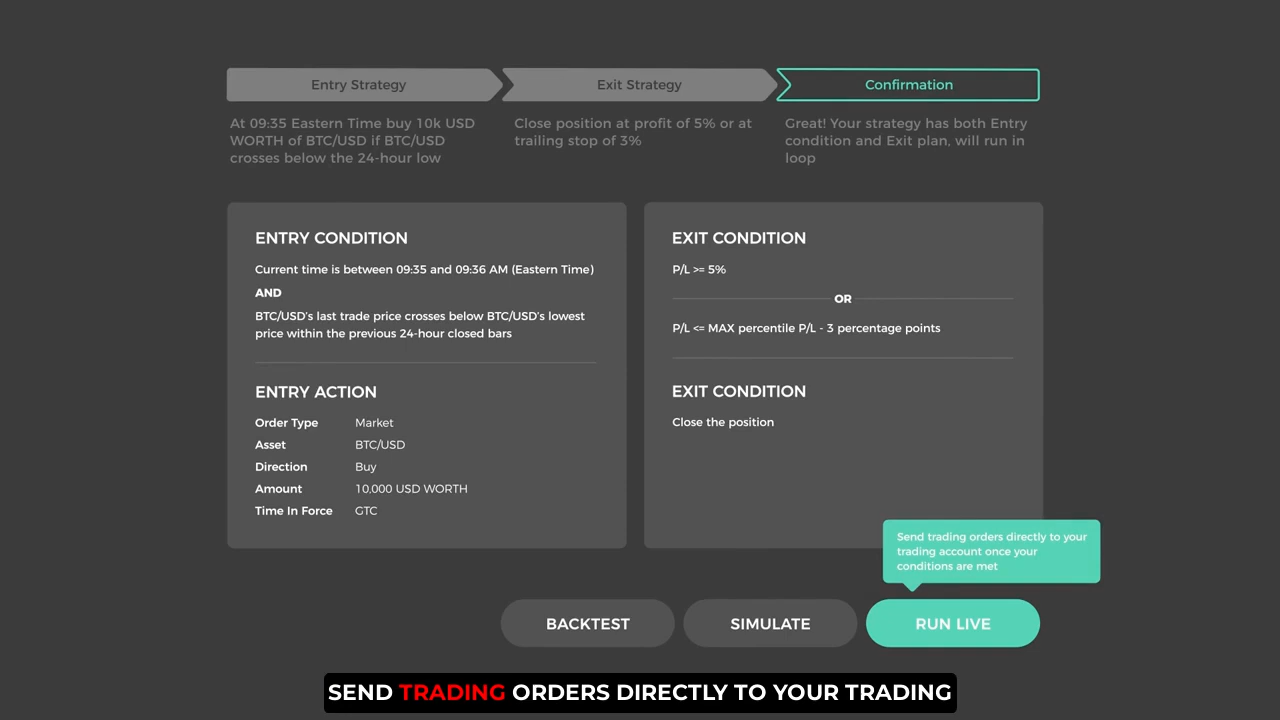 Entry Strategy
Exit Strategy
Confirmation
At 09:35 Eastern Time buy 10k USD
WORTH of BTC/USD if BTC/USD
crosses below the 24-hour low
Close position at profit of 5% or at
trailing stop of 3%
Great! Your strategy has both Entry
condition and Exit plan, will run in
loop
ENTRY CONDITION
Current time is between 09:35 and 09:36 AM (Eastern Time)
AND
BTC/USD's last trade price crosses below BTC/USD's lowest
price within the previous 24-hour closed bars
ENTRY ACTION
Order Type Market
Asset BTC/USD
Direction Buy
Amount 10,000 USD WORTH
Time In Force GTC
EXIT CONDITION
P/L >= 5%
OR
P/L <= MAX percentile P/L - 3 percentage points
EXIT CONDITION
Close the position
Send trading orders directly to your
trading account once your
conditions are met
BACKTEST
SIMULATE
RUN LIVE
SEND TRADING ORDERS DIRECTLY TO YOUR TRADING